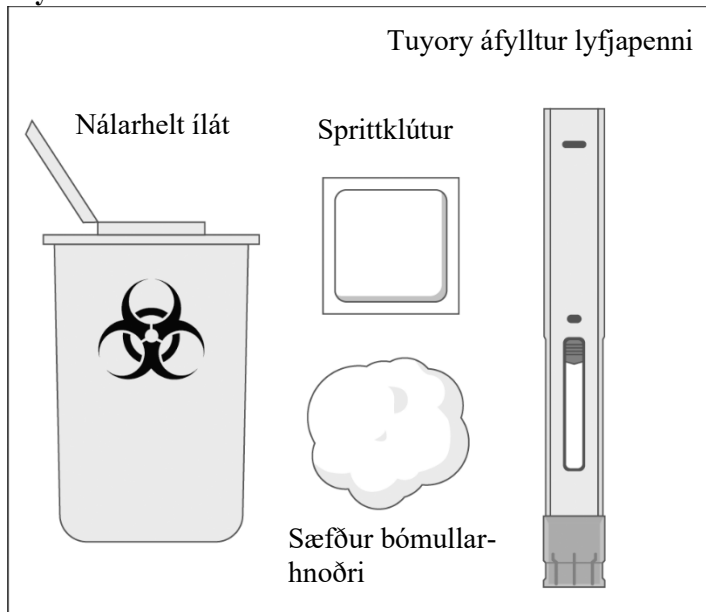 Tuyory áfylltur lyfjapenni
Nálarhelt ílát
Sprittklútur
Sæfður bómullar-
hnoðri